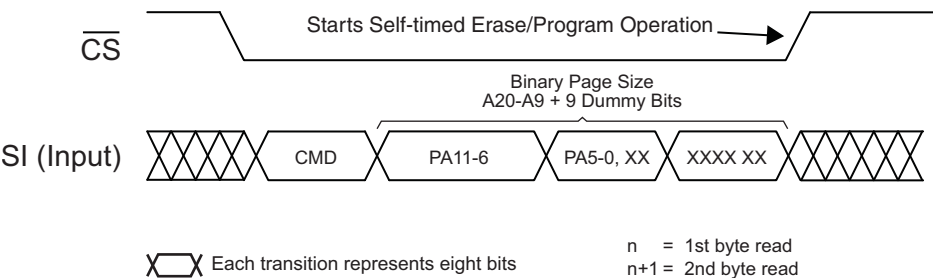 Starts Self-timed Erase/Program Operation
CS
Binary Page Size
A20-A9 + 9 Dummy Bits
SI (Input)
CMD
PA11-6
PA5-0, XX
XXXX XX
Each transition represents eight bits
n = 1st byte read
n+1 = 2nd byte read